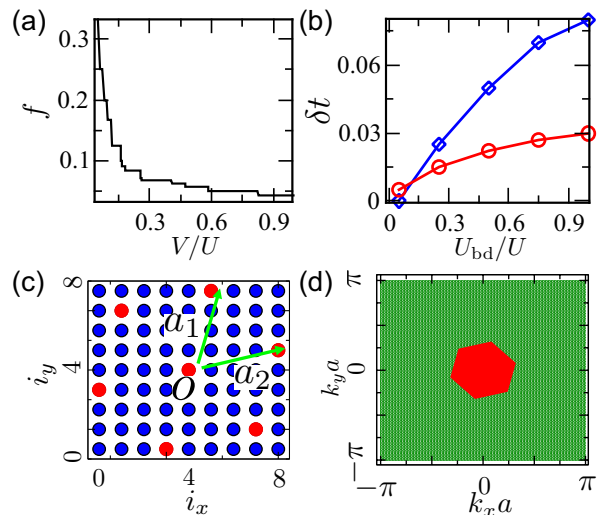 (a)
0.3
0.2
0.1
f
0.3 0.6 0.9
V/U
(b)
0.06
0.03
0
δt
0 0.3 0.6 0.9
U_bd/U
(c)
8
4
0
i_y
a_1
a_2
O
0 4 8
i_x
(d)
π
0
−π
k_y a
−π 0 π
k_x a